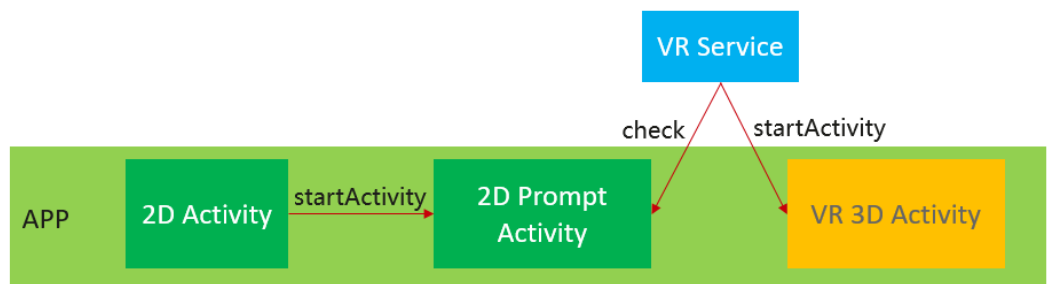 VR Service
check
startActivity
APP
2D Activity
startActivity
2D Prompt
Activity
VR 3D Activity